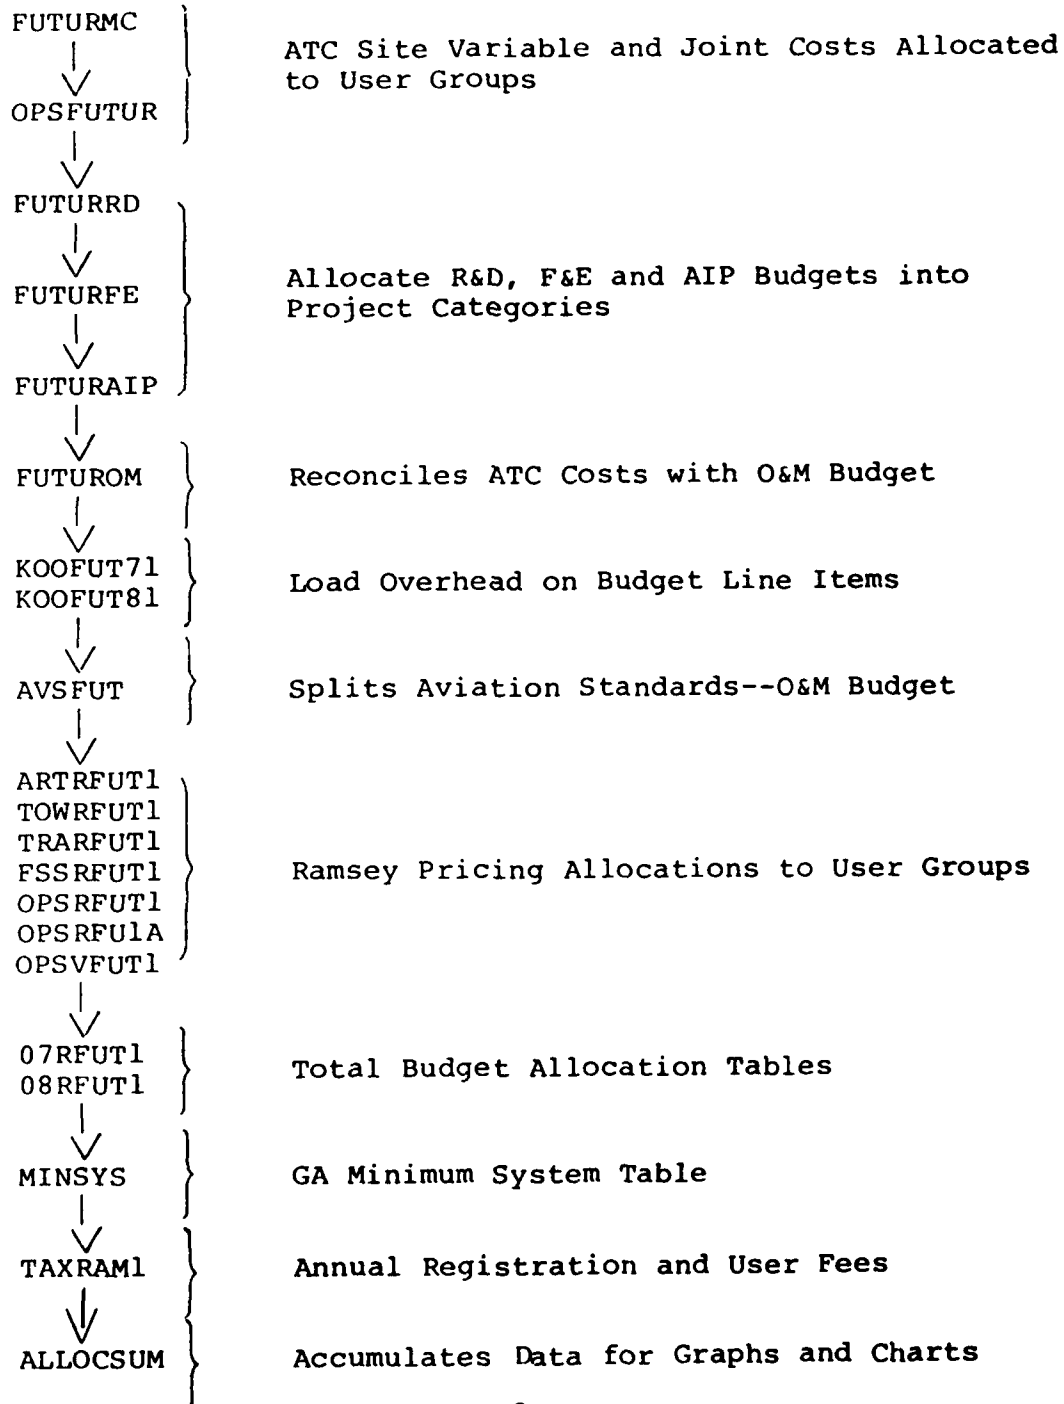 FUTURMC
ATC Site Variable and Joint Costs Allocated
to User Groups
OPSFUTUR
FUTURRD
FUTURFE
Allocate R&D, F&E and AIP Budgets into
Project Categories
FUTURAIP
FUTUROM
Reconciles ATC Costs with O&M Budget
KOOFUT71
KOOFUT81
Load Overhead on Budget Line Items
AVSFUT
Splits Aviation Standards--O&M Budget
ARTRFUT1
TOWRFUT1
TRARFUT1
FSSRFUT1
OPSRFUT1
OPSRFU1A
OPSVFUT1
Ramsey Pricing Allocations to User Groups
07RFUT1
08RFUT1
Total Budget Allocation Tables
MINSYS
GA Minimum System Table
TAXRAM1
Annual Registration and User Fees
ALLOCSUM
Accumulates Data for Graphs and Charts